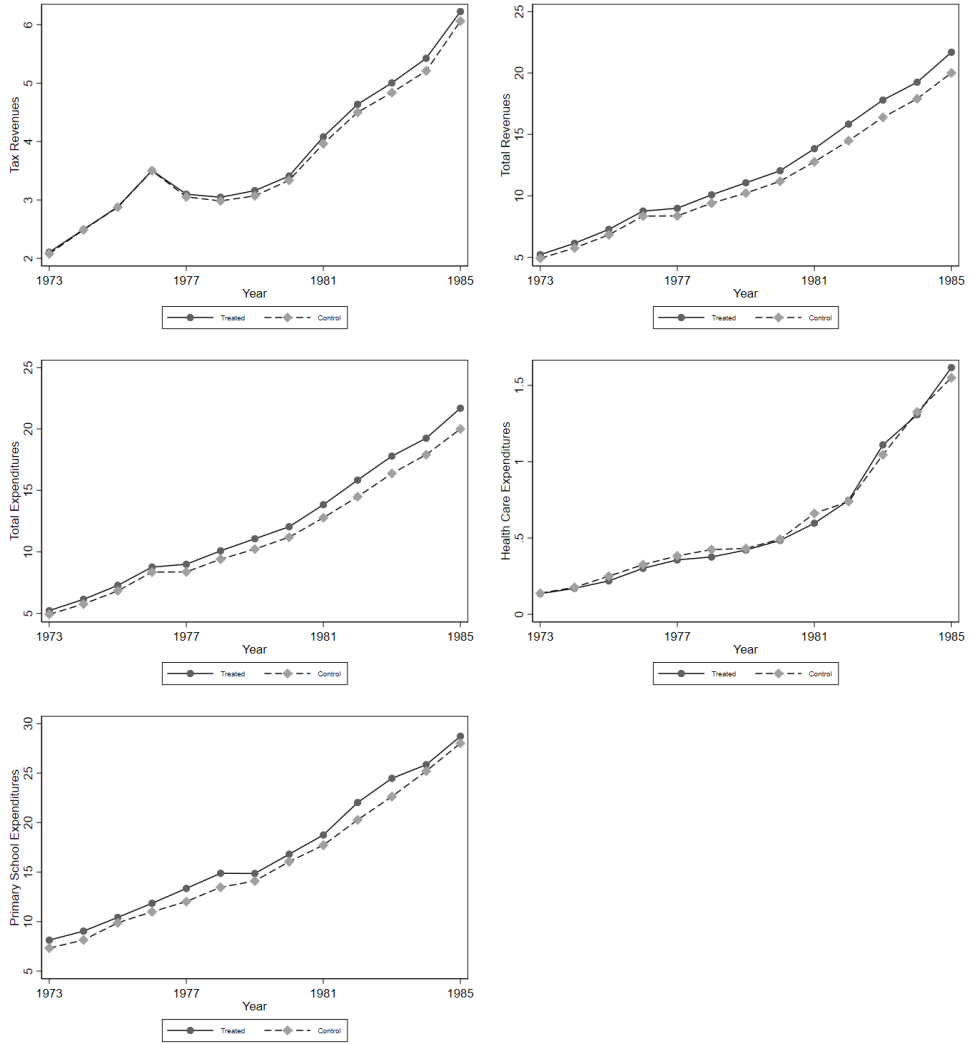 Tax Revenues
6
5
4
3
2
1973 1977 1981 1985
Year
Treated Control
Total Revenues
25
20
15
10
5
1973 1977 1981 1985
Year
Treated Control
Total Expenditures
25
20
15
10
5
1973 1977 1981 1985
Year
Treated Control
Health Care Expenditures
1.5
1
.5
0
1973 1977 1981 1985
Year
Treated Control
Primary School Expenditures
30
25
20
15
10
5
1973 1977 1981 1985
Year
Treated Control